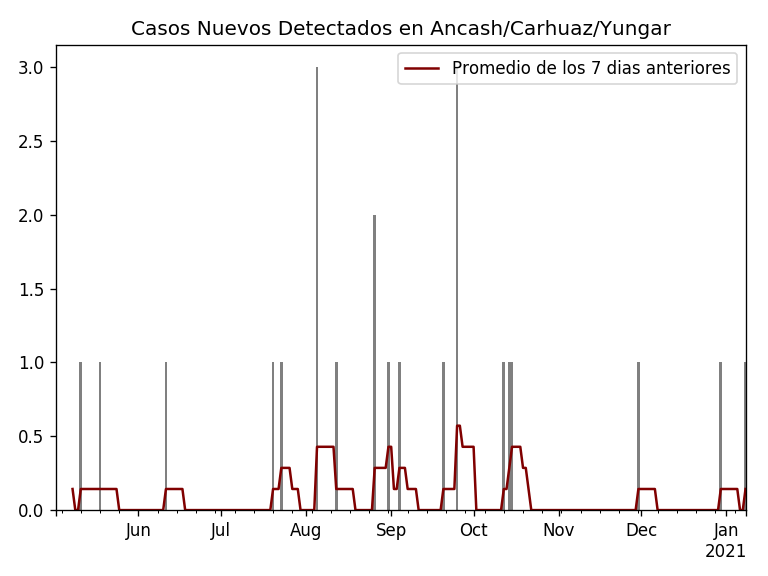 Casos Nuevos Detectados en Ancash/Carhuaz/Yungar
Promedio de los 7 dias anteriores
3.0
2.5
2.0
1.5
1.0
0.5
0.0
Jun Jul Aug Sep Oct Nov Dec Jan
2021